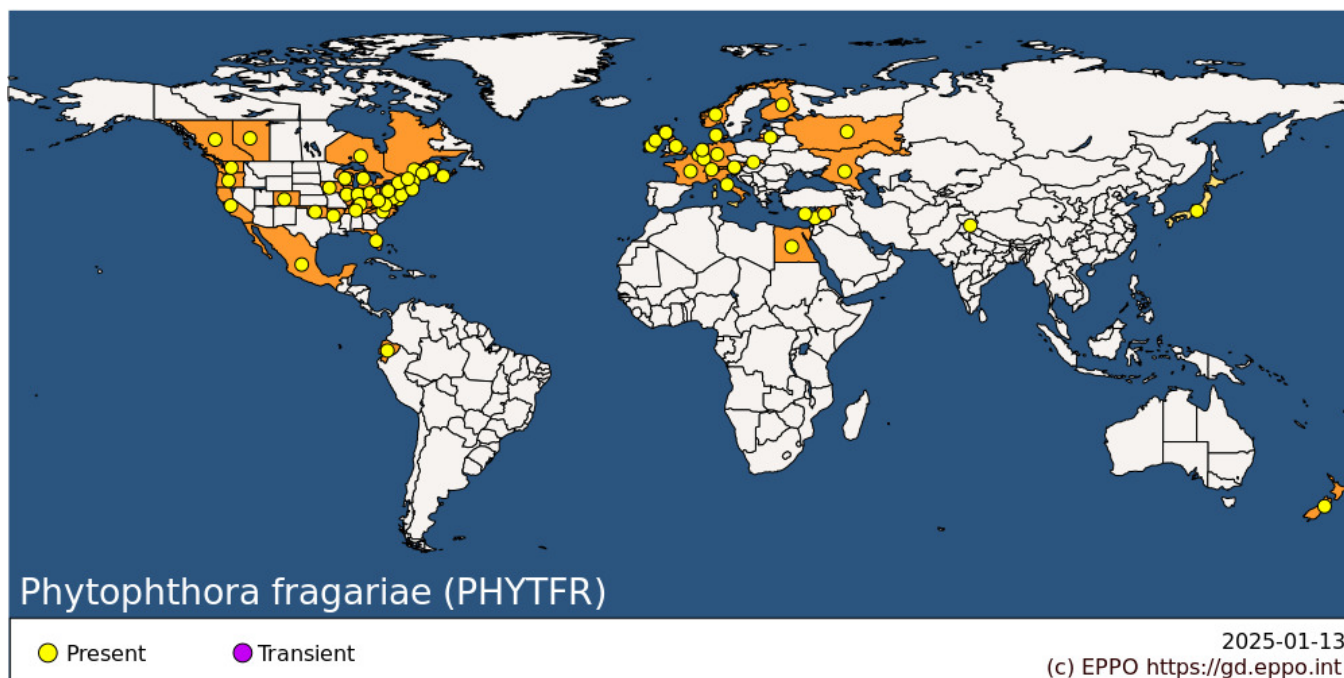 Phytophthora fragariae (PHYTFR)
Present
Transient
2025-01-13
(c) EPPO https://gd.eppo.int